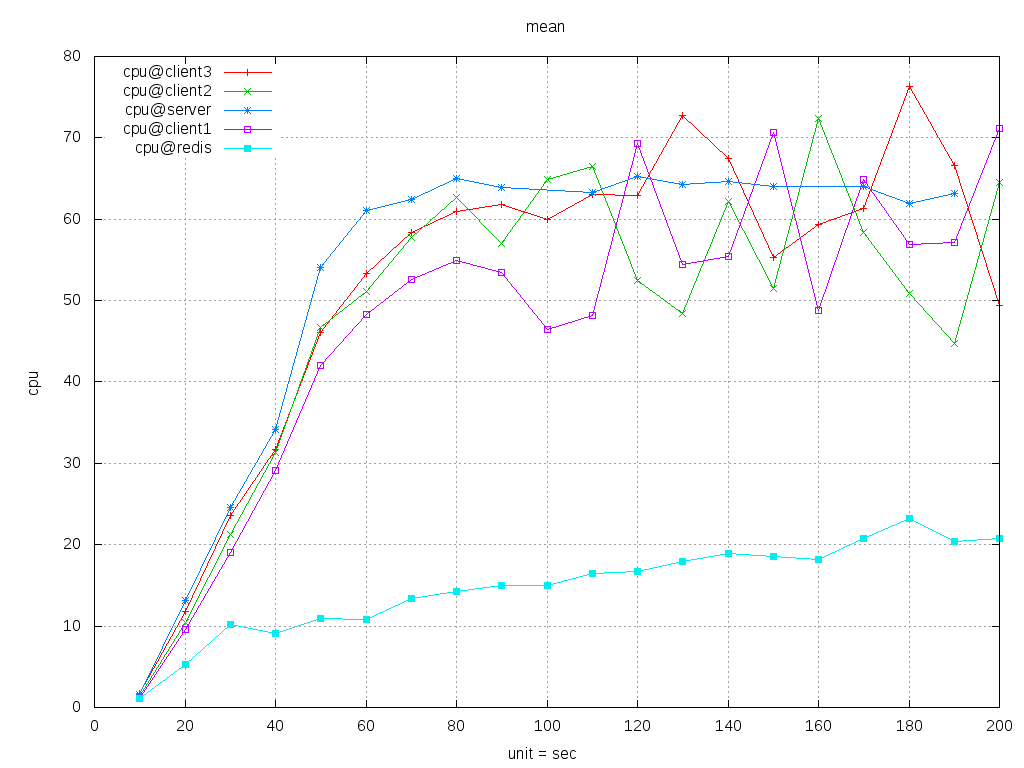 mean
80
70
60
50
40
30
20
10
0
cpu
cpu@client3
cpu@client2
cpu@server
cpu@client1
cpu@redis
0 20 40 60 80 100 120 140 160 180 200
unit = sec